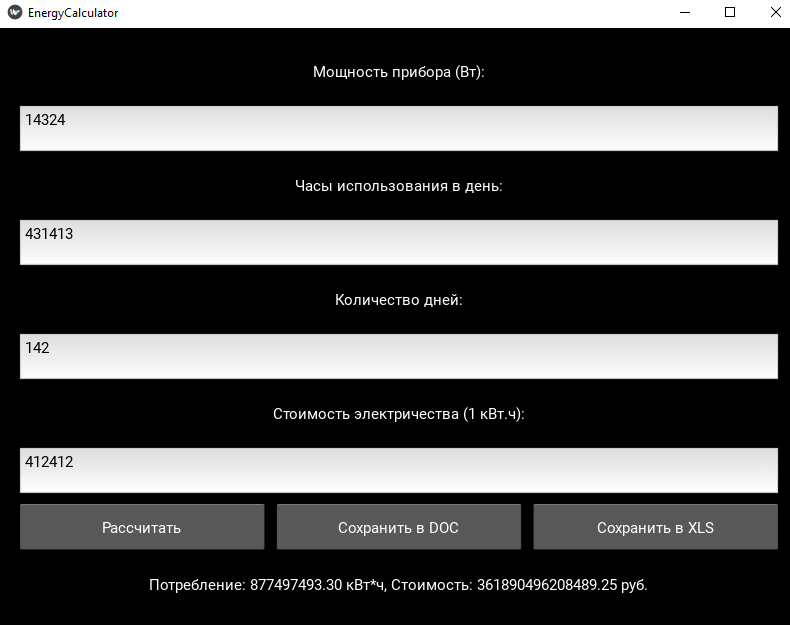 EnergyCalculator
Мощность прибора (Вт):
14324
Часы использования в день:
431413
Количество дней:
142
Стоимость электричества (1 кВт.ч):
412412
Рассчитать Сохранить в DOC Сохранить в XLS
Потребление: 877497493.30 кВт*ч, Стоимость: 361890496208489.25 руб.